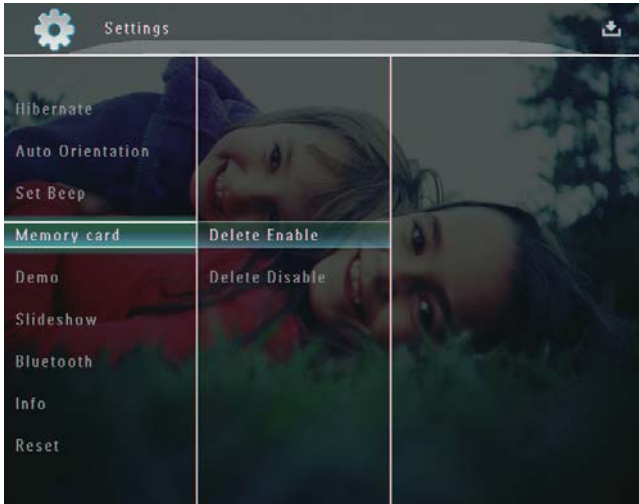 Settings
Hibernate
Auto Orientation
Set Beep
Memory card
Delete Enable
Demo
Delete Disable
Slideshow
Bluetooth
Info
Reset